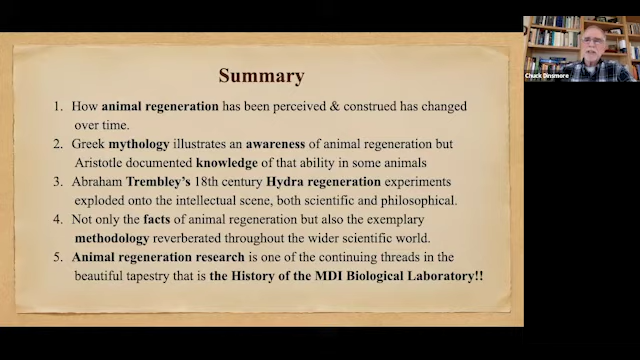 Summary
1. How animal regeneration has been perceived & construed has changed
over time.
2. Greek mythology illustrates an awareness of animal regeneration but
Aristotle documented knowledge of that ability in some animals
3. Abraham Trembley's 18th century Hydra regeneration experiments
exploded onto the intellectual scene, both scientific and philosophical.
4. Not only the facts of animal regeneration but also the exemplary
methodology reverberated throughout the wider scientific world.
5. Animal regeneration research is one of the continuing threads in the
beautiful tapestry that is the History of the MDI Biological Laboratory!!
Chuck Dinsmore